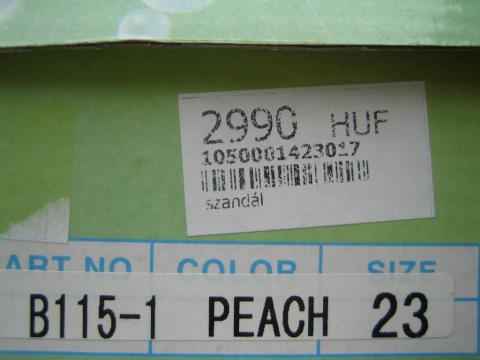 2990 HUF
1050001423017
szandál
ART NO. COLOR SIZE
B115-1 PEACH 23